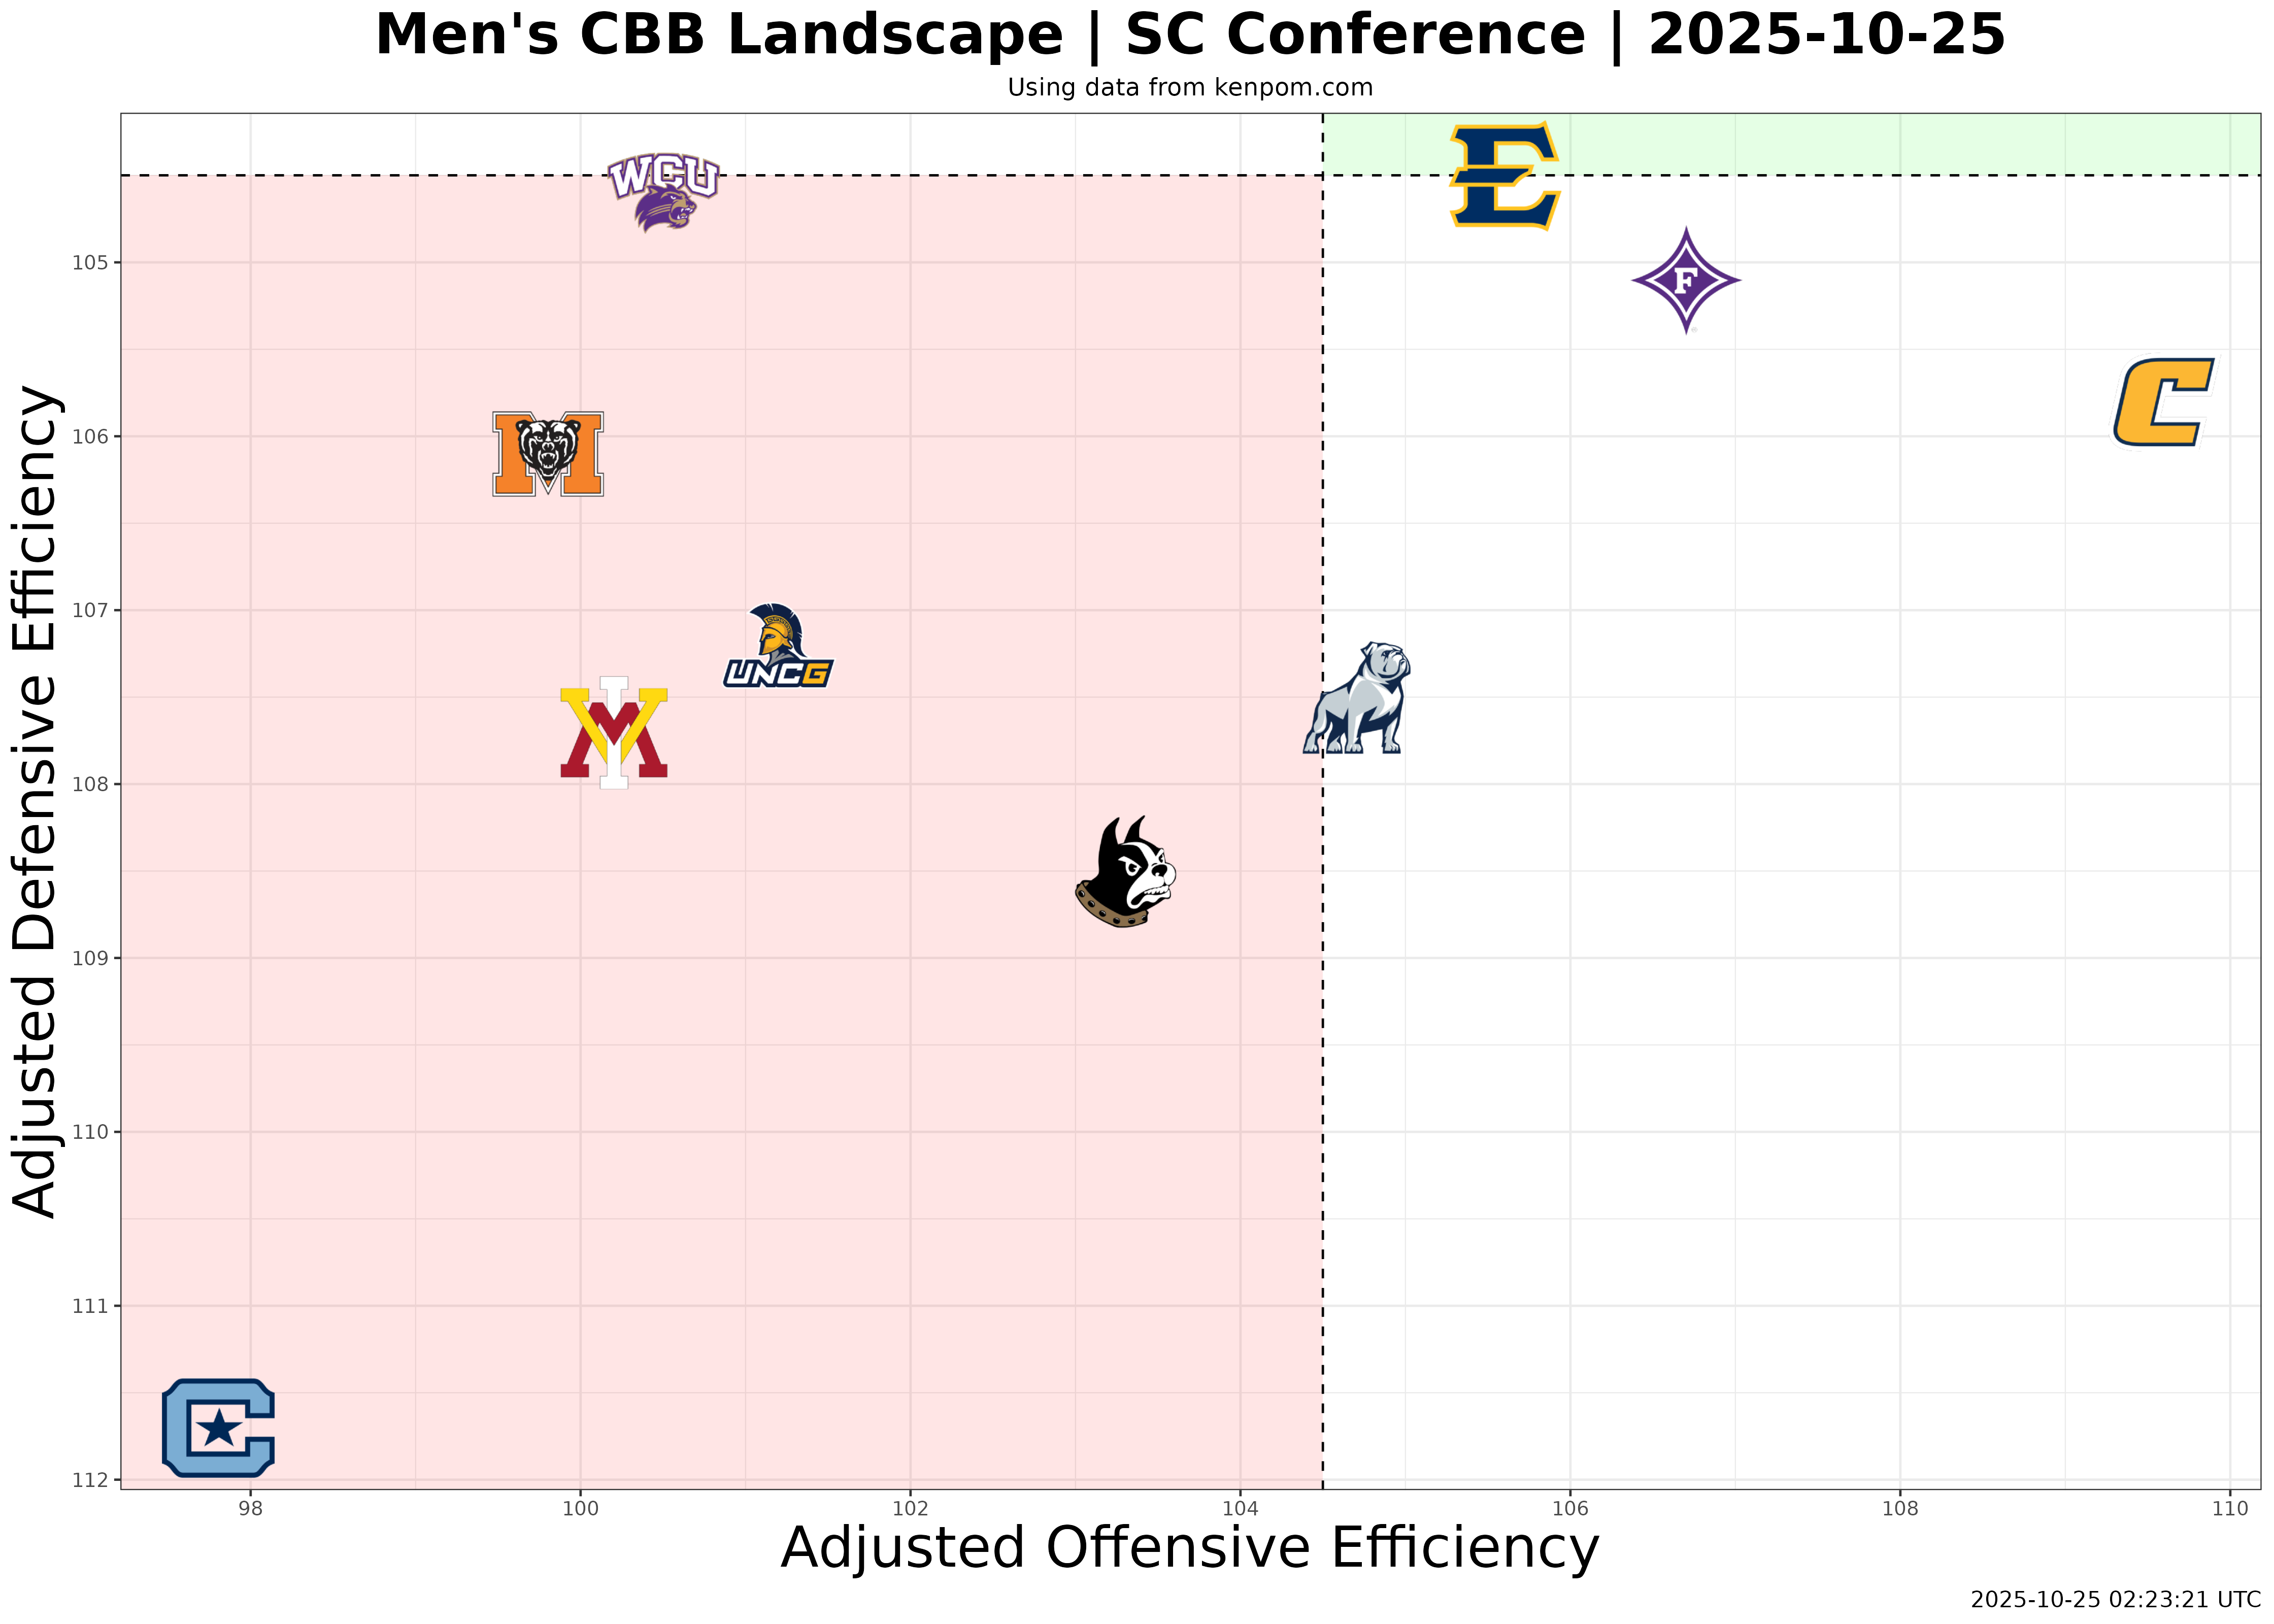 Men's CBB Landscape | SC Conference | 2025-10-25
Using data from kenpom.com
Adjusted Defensive Efficiency
105
106
107
108
109
110
111
112
WCU
E
F
C
M
UNCG
VMI
C
98
100
102
104
106
108
110
Adjusted Offensive Efficiency
2025-10-25 02:23:21 UTC